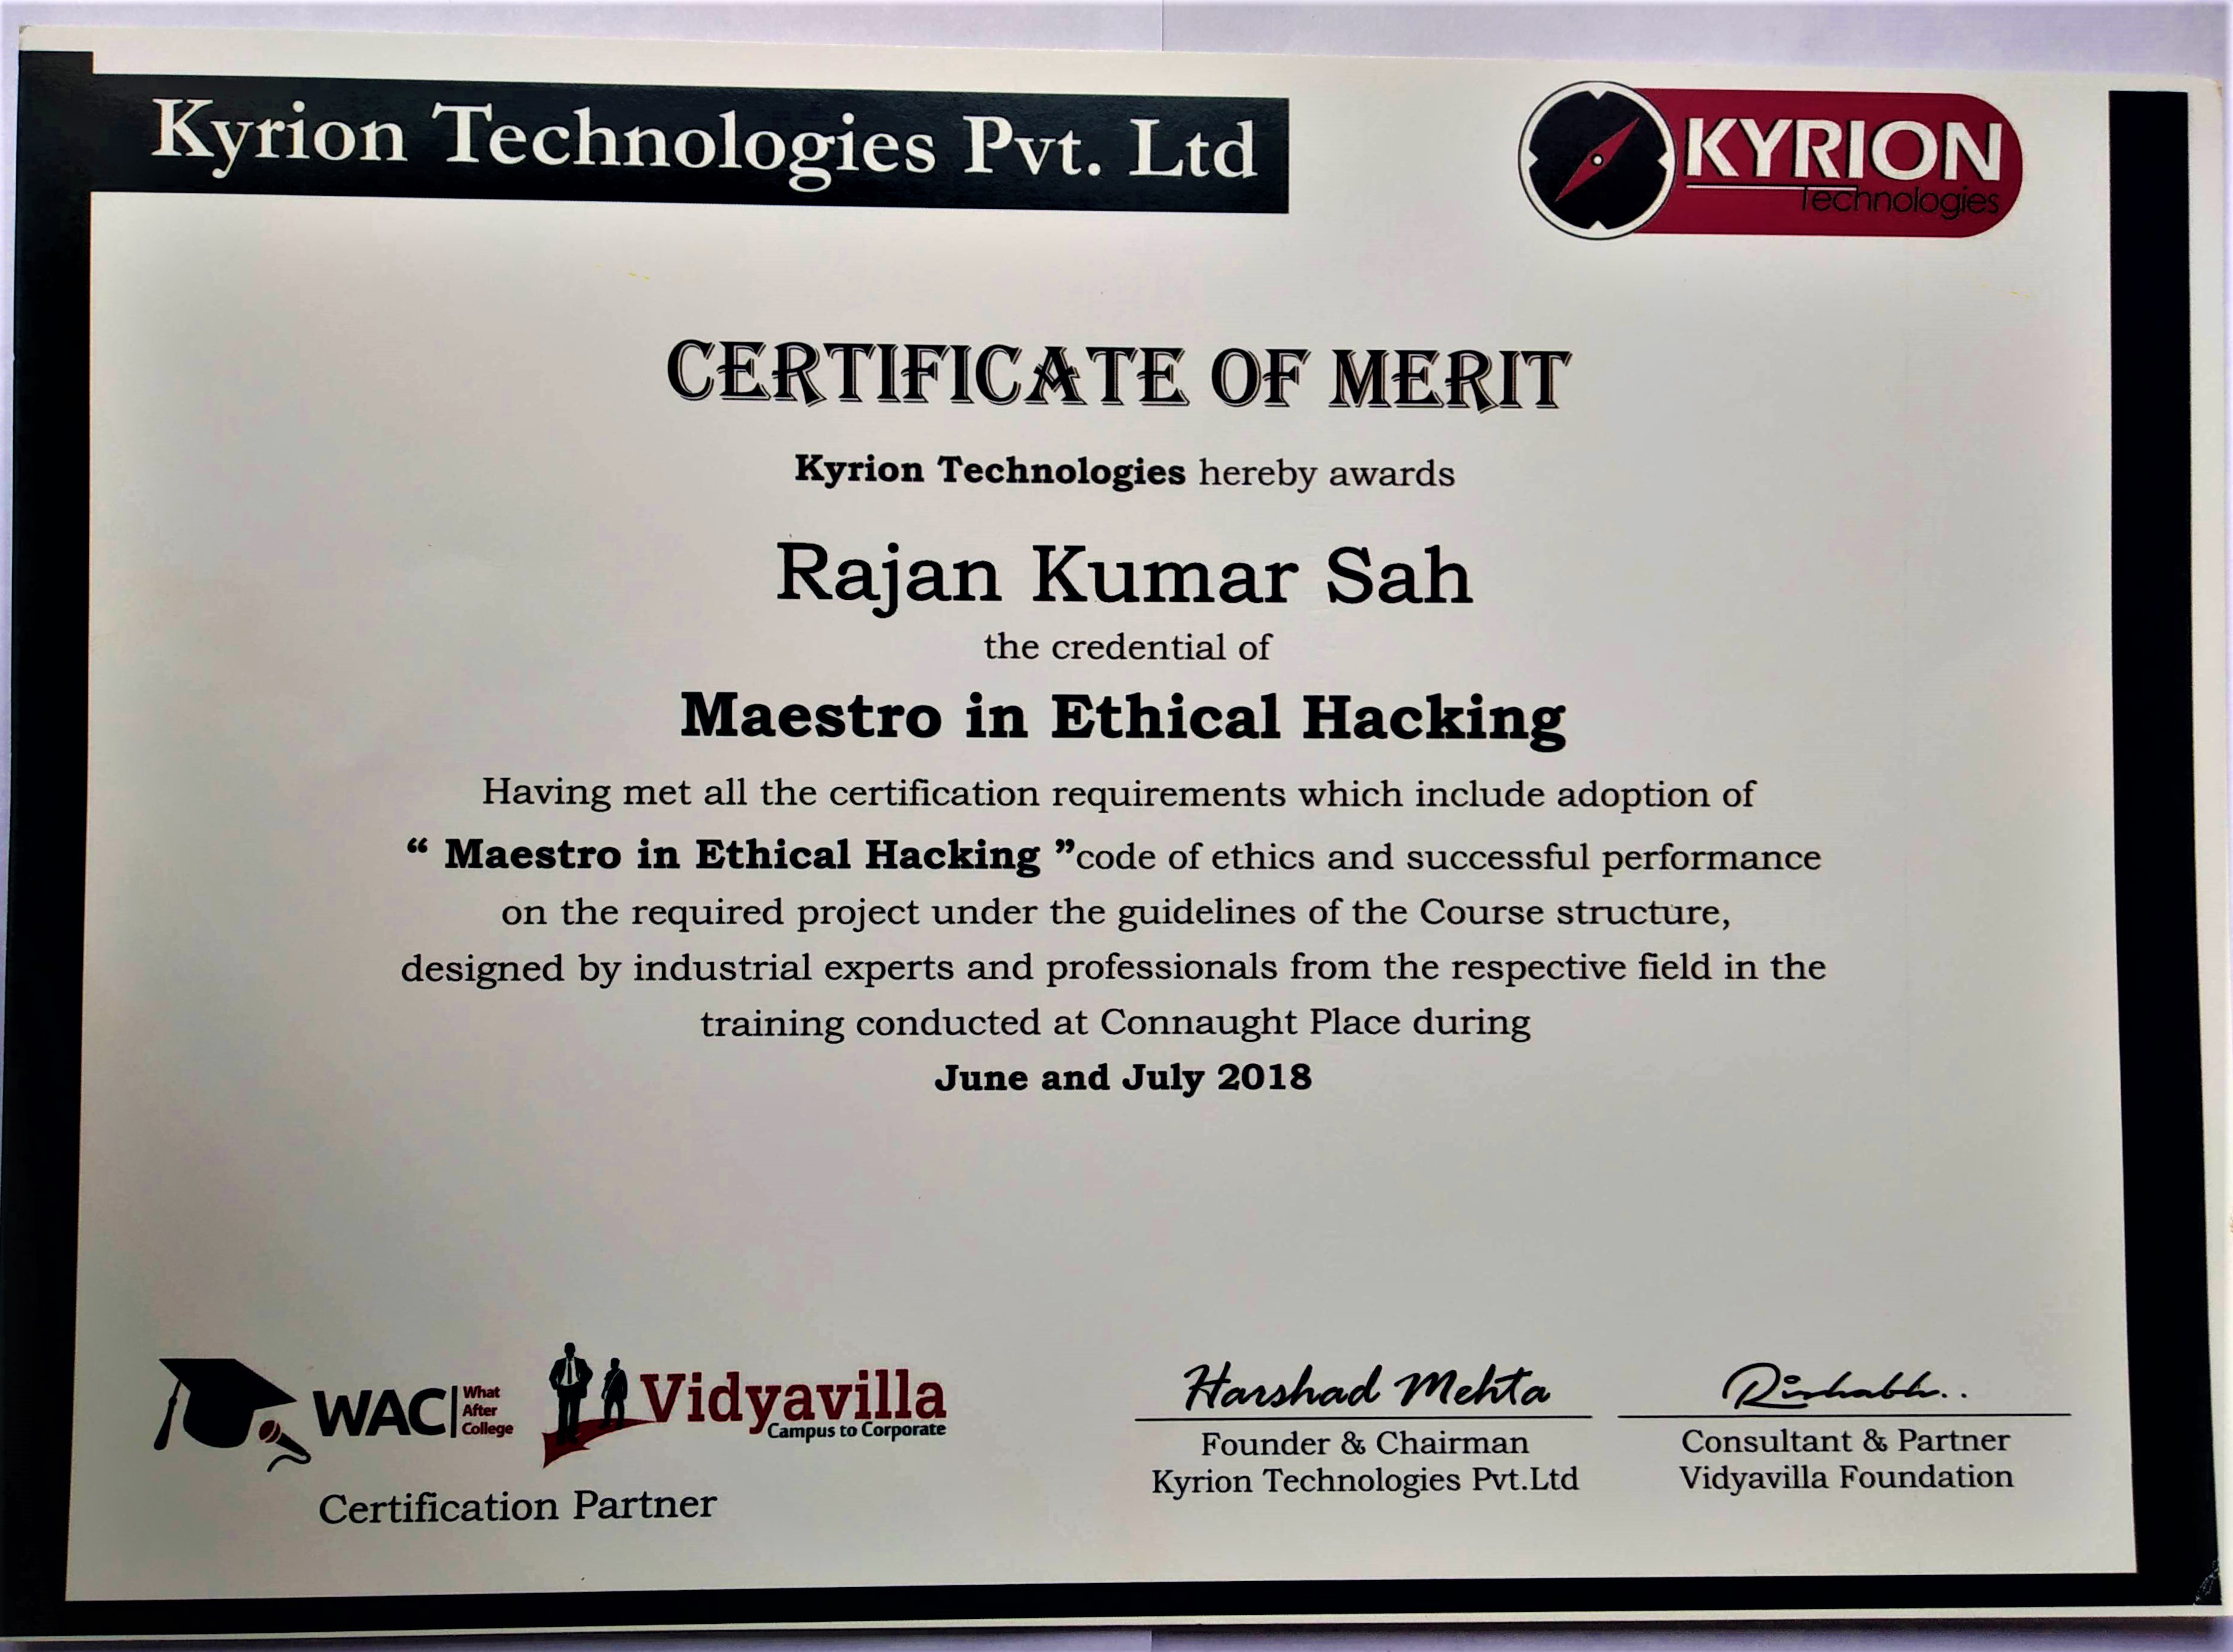 Kyrion Technologies Pvt. Ltd
KYRION
Technologies
CERTIFICATE OF MERIT
Kyrion Technologies hereby awards
Rajan Kumar Sah
the credential of
Maestro in Ethical Hacking
Having met all the certification requirements which include adoption of
“ Maestro in Ethical Hacking ”code of ethics and successful performance
on the required project under the guidelines of the Course structure,
designed by industrial experts and professionals from the respective field in the
training conducted at Connaught Place during
June and July 2018
WAC
What
After
College
Vidyavilla
Campus to Corporate
Certification Partner
Harshad Mehta
Founder & Chairman
Kyrion Technologies Pvt.Ltd
Rishabh..
Consultant & Partner
Vidyavilla Foundation